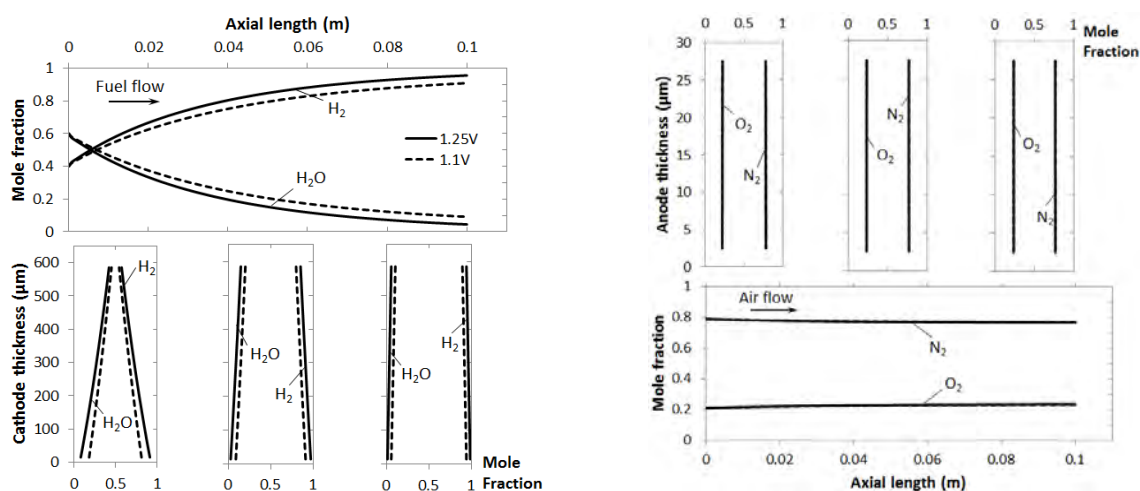 Axial length (m)
0 0.02 0.04 0.06 0.08 0.1
Mole fraction
1
0.8
0.6
0.4
0.2
0
Fuel flow
H2
1.25V
1.1V
H2O
Cathode thickness (µm)
600
500
400
300
200
100
0
H2
H2O
H2O
H2
H2
H2O
0 0.5 1
0 0.5 1
0 0.5 1
Mole
Fraction
0 0.5 1
0 0.5 1
0 0.5 1
Mole
Fraction
Anode thickness (µm)
30
25
20
15
10
5
0
O2
N2
N2
O2
O2
N2
Mole fraction
1
0.8
0.6
0.4
0.2
0
Air flow
N2
O2
0 0.02 0.04 0.06 0.08 0.1
Axial length (m)